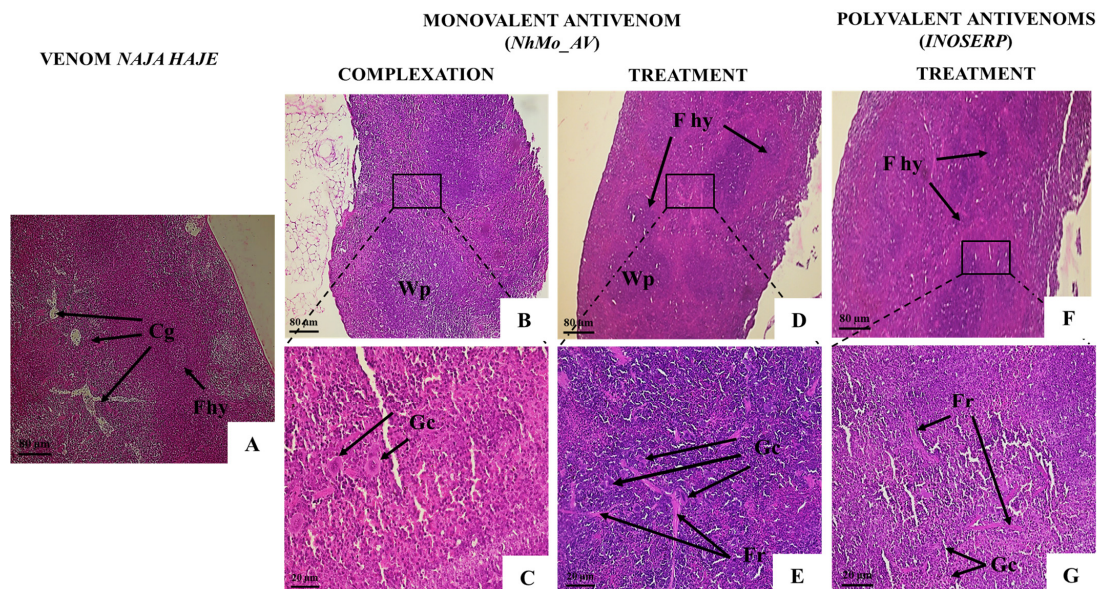 MONOVALENT ANTIVENOM
(NhMo_AV)
POLYVALENT ANTIVENOMS
(INOSERP)
VENOM NAJA HAJE
COMPLEXATION
TREATMENT
TREATMENT
Cg
Fhy
80 µm
A
Wp
80 µm
B
F hy
Wp
80 µm
D
F hy
80 µm
F
Gc
20 µm
C
Gc
Fr
20 µm
E
Fr
Gc
20 µm
G